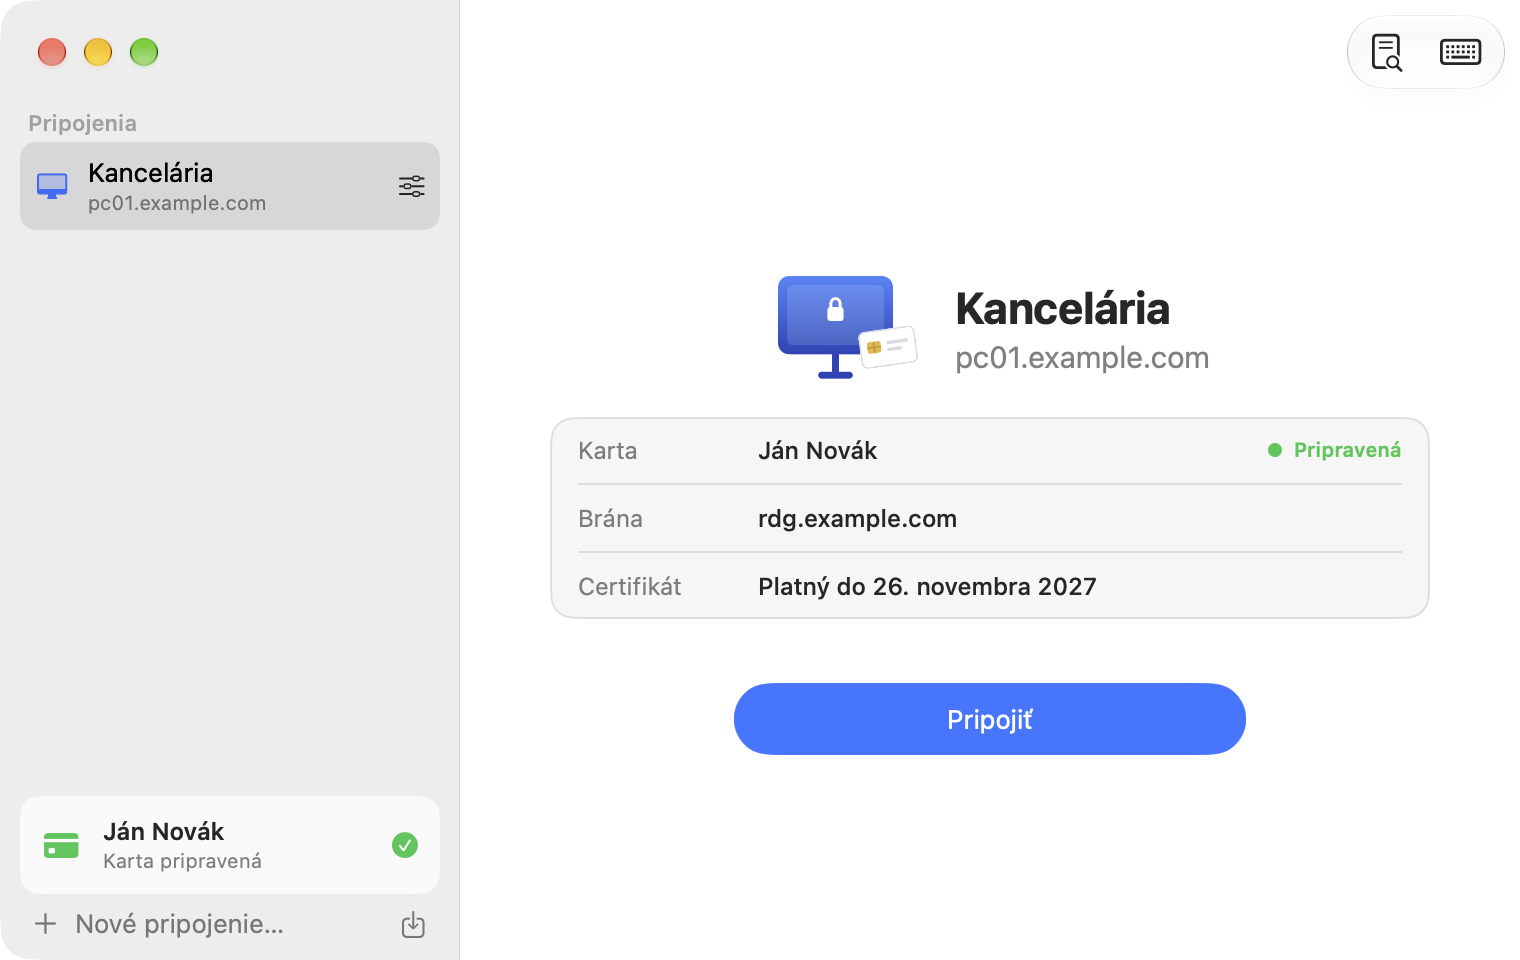 Pripojenia
Kancelária
pc01.example.com
Ján Novák
Karta pripravená
Nové pripojenie...
Kancelária
pc01.example.com
Karta Ján Novák Pripravená
Brána rdg.example.com
Certifikát Platný do 26. novembra 2027
Pripojiť